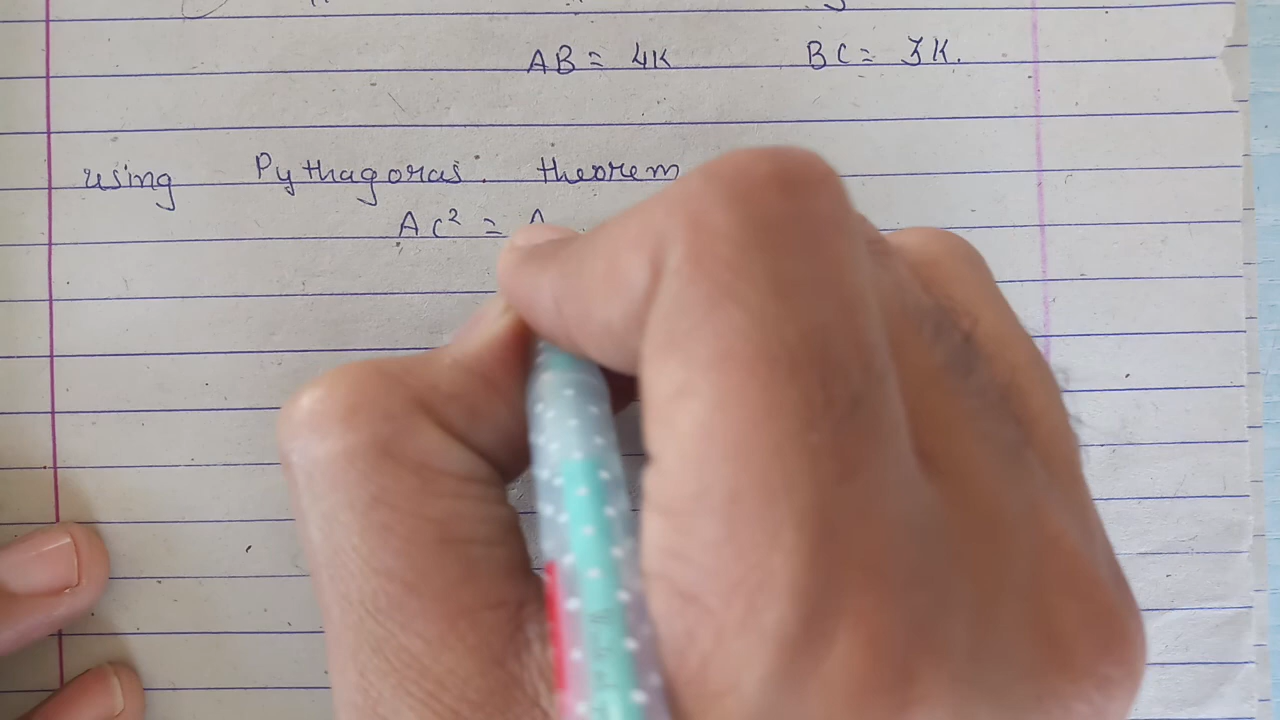 AB = 4K BC = 3K.
using Pythagoras. theorem
AC² = A